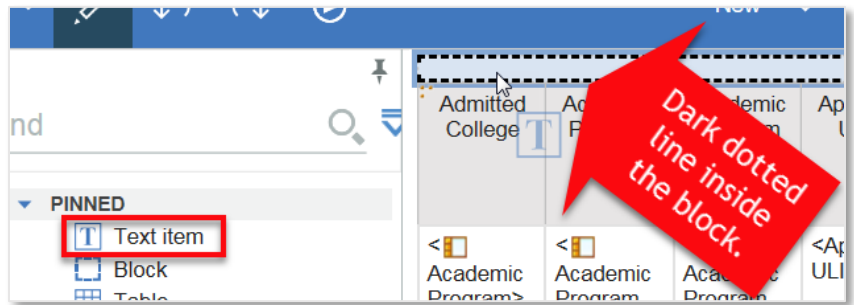 New
nd
PINNED
Text item
Block
Table
Admitted
College
T
Academic
Program
<
Academic
Program>
<
Academic
Program
<Ap
ULI
Dark dotted
line inside
the block.